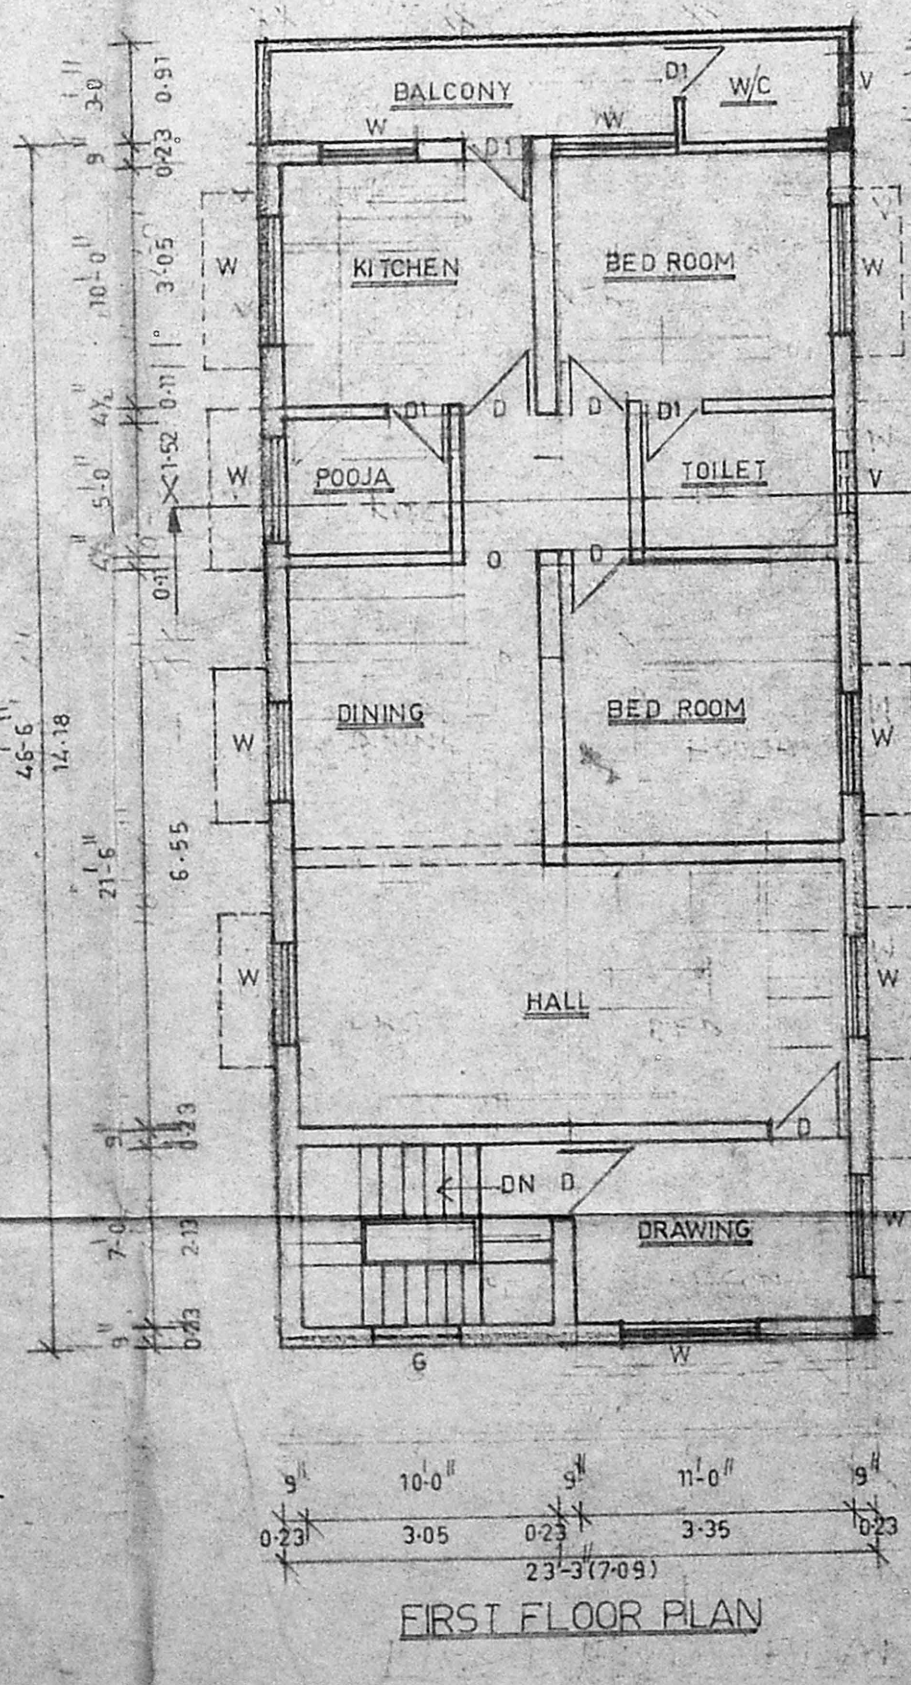 BALCONY
D1
W/C
V
W
D1
W
KITCHEN
BED ROOM
W
W
D1
D
D
D1
POOJA
TOILET
W
V
O
D
DINING
BED ROOM
W
W
HALL
W
W
D
DN
D
DRAWING
W
G
W
3'-0"
0·91
9"
0·23
10'-0"
3·05
4½"
0·11
5'-0"
1·52
X
4½"
0·11
46'-6"
14·18
21'-6"
6·55
9"
0·23
7'-0"
2·13
9"
0·23
9" 10'-0" 9" 11'-0" 9"
0·23 3·05 0·23 3·35 0·23
23'-3"(7·09)
FIRST FLOOR PLAN